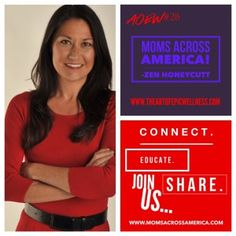 AOEW#28
MOMS ACROSS
AMERICA!
-ZEN HONEYCUTT
WWW.THEARTOFEPICWELLNESS.COM
CONNECT.
EDUCATE.
JOIN
US...
SHARE.
WWW.MOMSACROSSAMERICA.COM